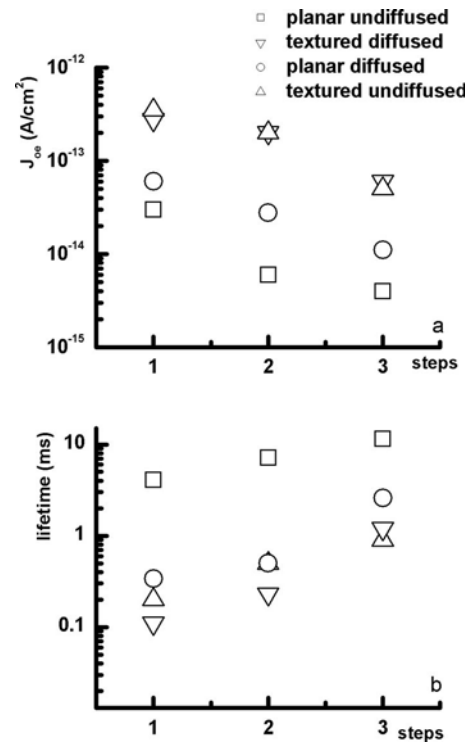 planar undiffused
textured diffused
planar diffused
textured undiffused
10⁻¹²
10⁻¹³
10⁻¹⁴
10⁻¹⁵
J_oe (A/cm²)
1 2 3
steps
a
10
1
0.1
lifetime (ms)
1 2 3
steps
b